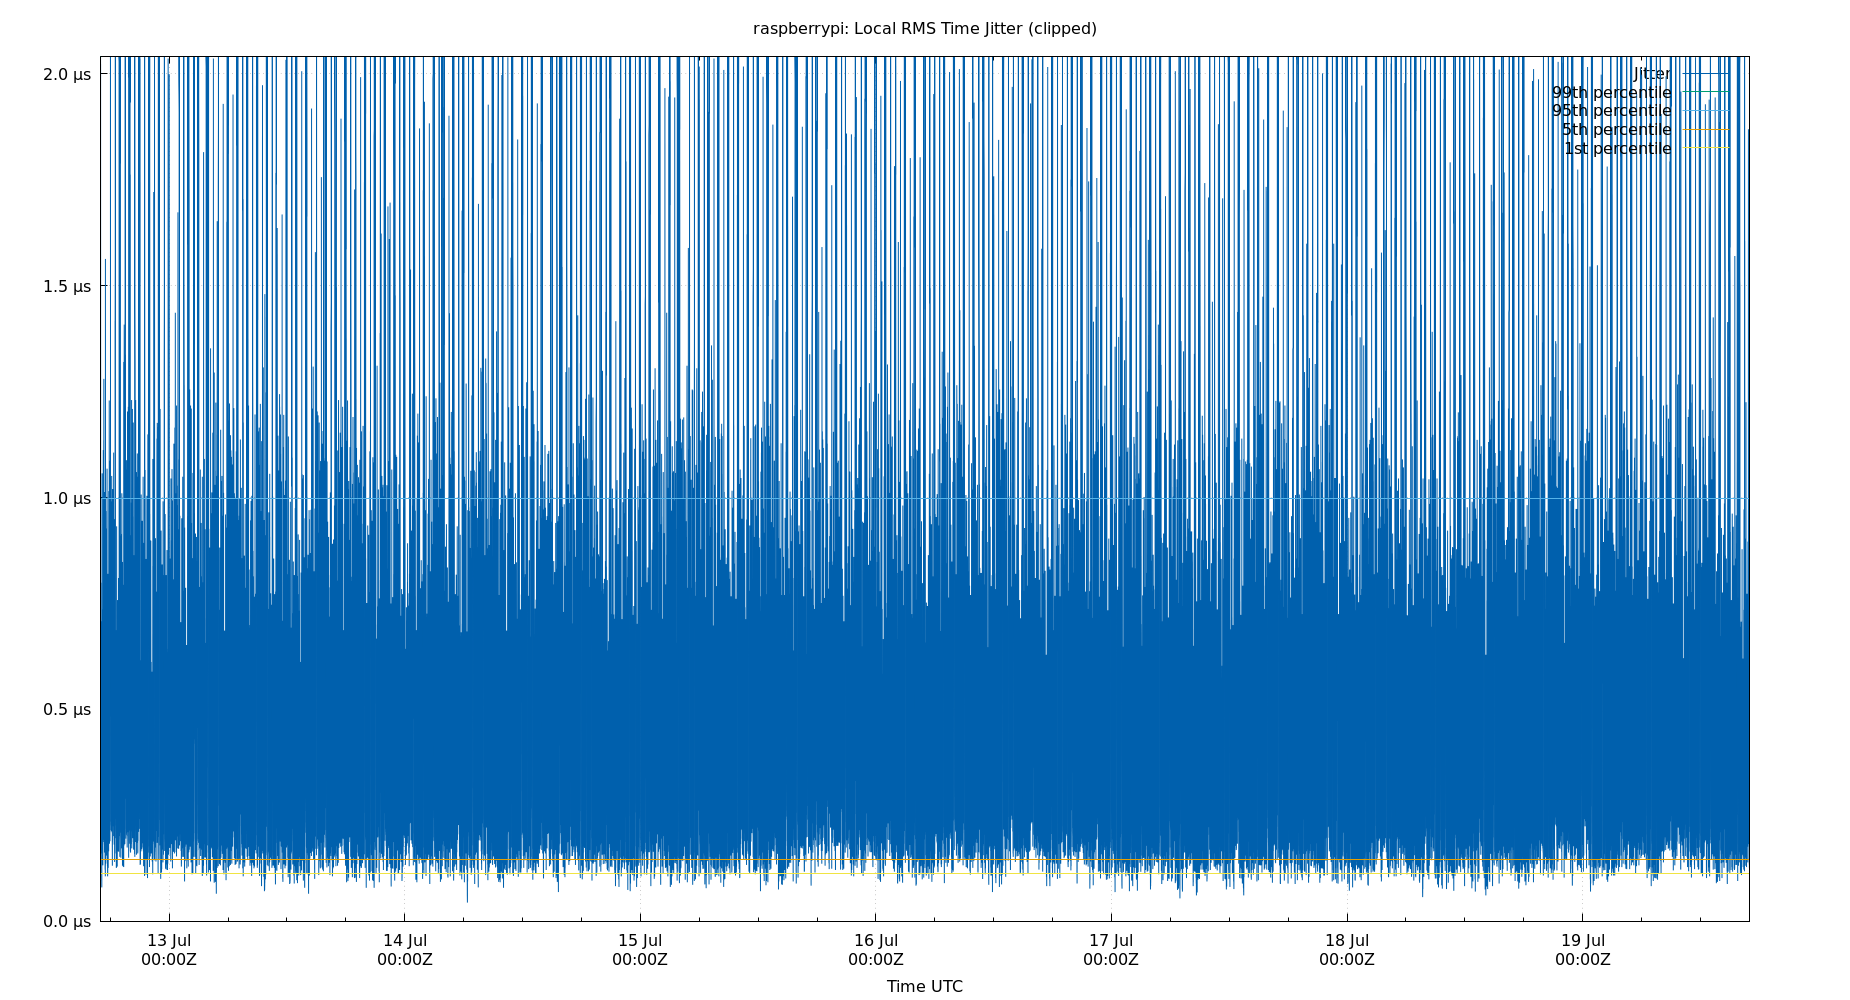 raspberrypi: Local RMS Time Jitter (clipped)
2.0 µs
1.5 µs
1.0 µs
0.5 µs
0.0 µs
Jitter
99th percentile
95th percentile
5th percentile
1st percentile
13 Jul 14 Jul 15 Jul 16 Jul 17 Jul 18 Jul 19 Jul
00:00Z 00:00Z 00:00Z 00:00Z 00:00Z 00:00Z 00:00Z
Time UTC